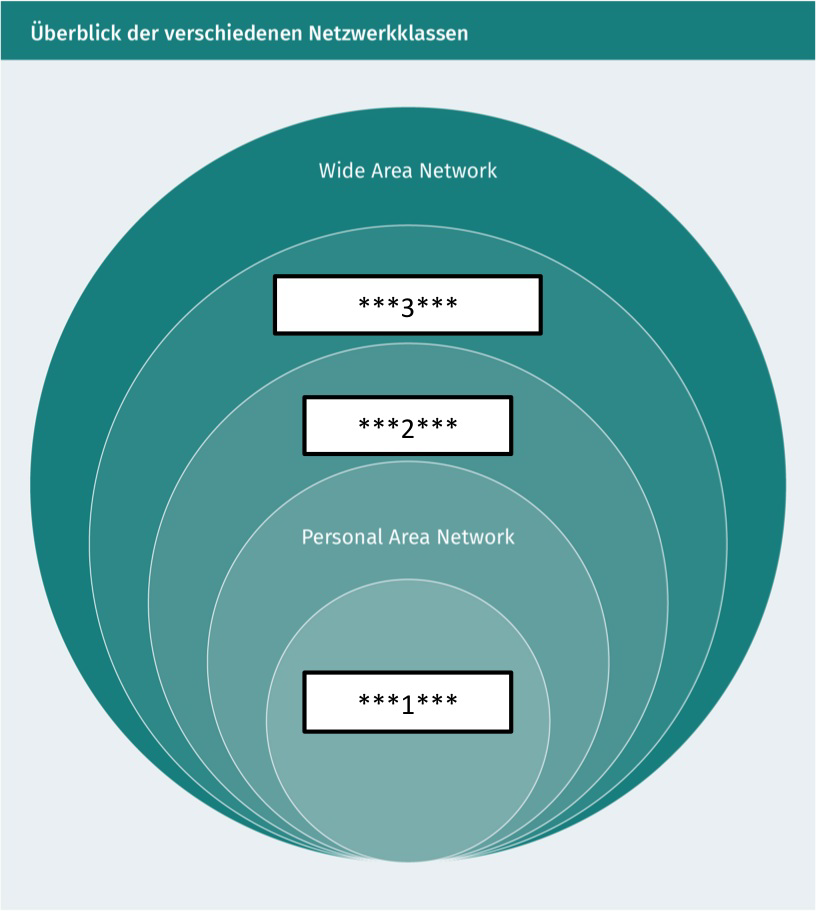 Überblick der verschiedenen Netzwerkklassen
Wide Area Network
***3***
***2***
Personal Area Network
***1***